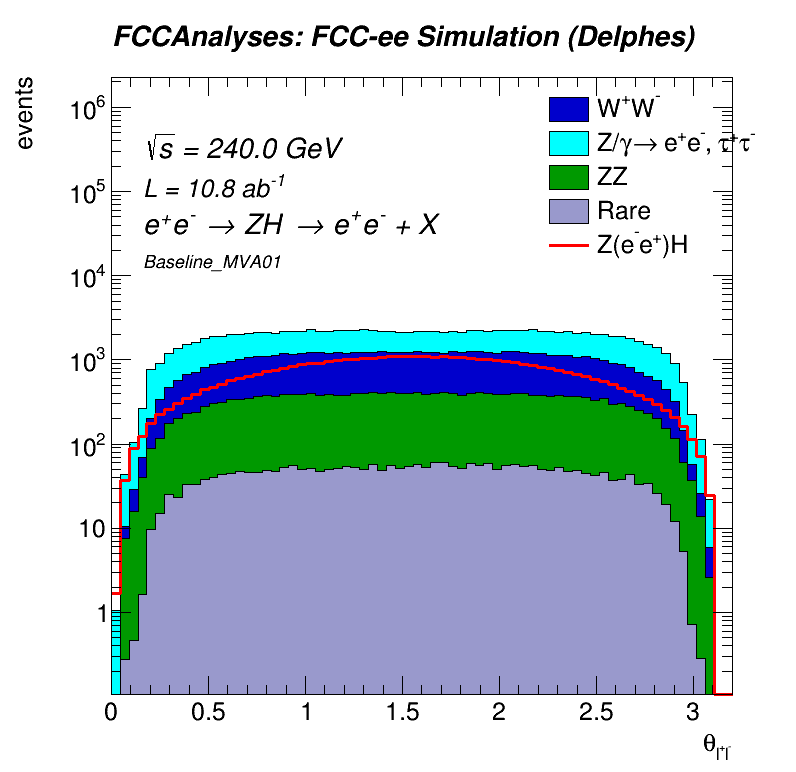 FCCAnalyses: FCC-ee Simulation (Delphes)
events
√s = 240.0 GeV
L = 10.8 ab⁻¹
e⁺e⁻ → ZH → e⁺e⁻ + X
Baseline_MVA01
W⁺W⁻
Z/γ→ e⁺e⁻, τ⁺τ⁻
ZZ
Rare
Z(e⁻e⁺)H
10⁶
10⁵
10⁴
10³
10²
10
1
0 0.5 1 1.5 2 2.5 3
θ_l⁺l⁻